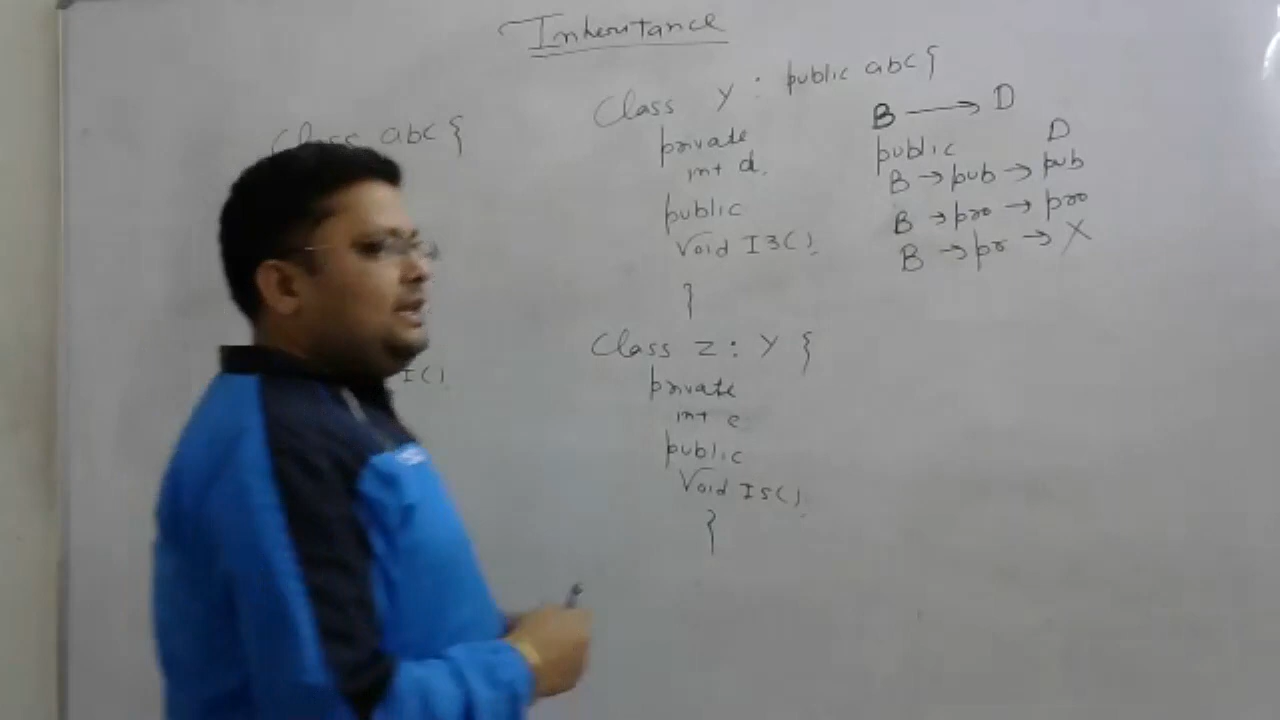 Inheritance
Class abc {
I()
Class Y : public abc {
private
int d.
public
Void I3()
}
Class Z : Y {
private
int e
public
Void I5()
}
B → D
public D
B → pub → pub
B → pro → pro
B → pr → X